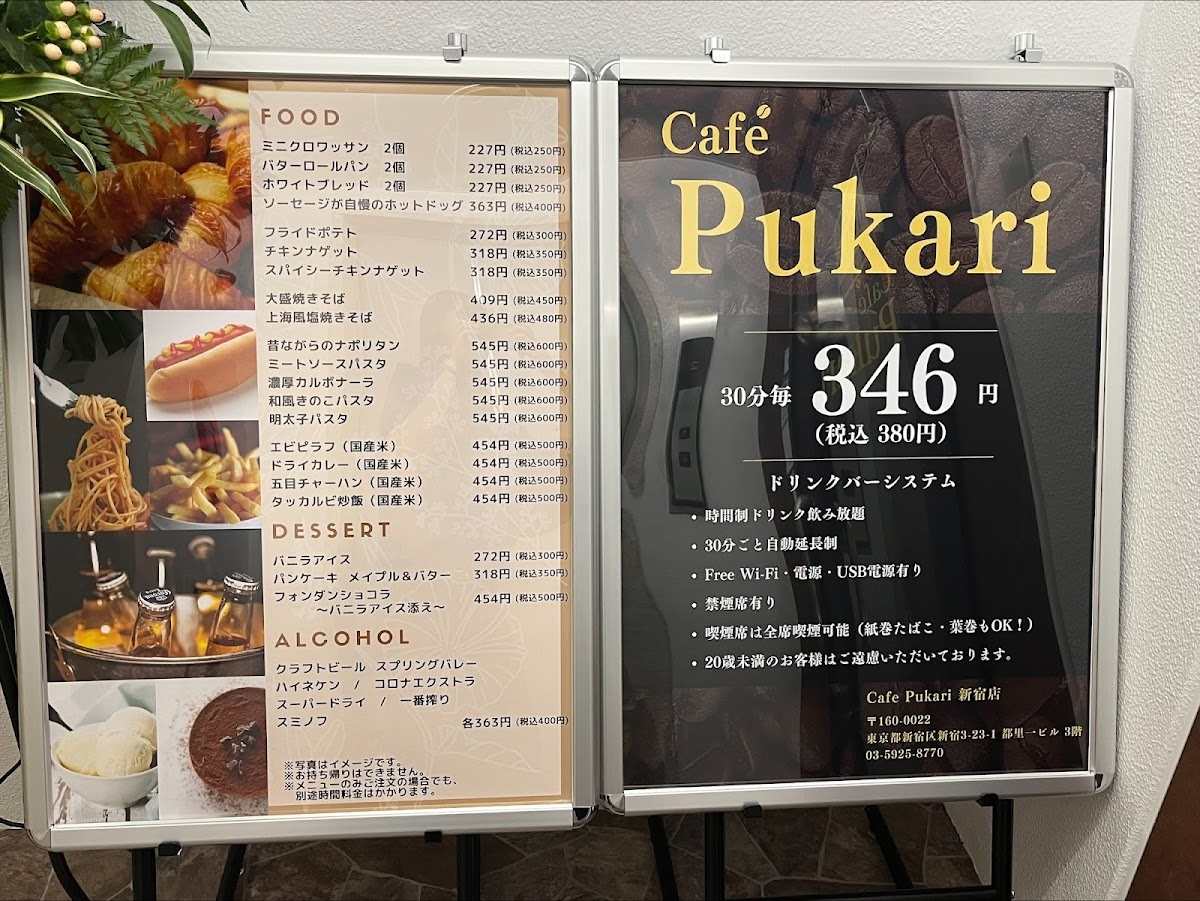 FOOD
ミニクロワッサン 2個 227円 (税込250円)
バターロールパン 2個 227円 (税込250円)
ホワイトブレッド 2個 227円 (税込250円)
ソーセージが自慢のホットドッグ 363円 (税込400円)
フライドポテト 272円 (税込300円)
チキンナゲット 318円 (税込350円)
スパイシーチキンナゲット 318円 (税込350円)
大盛焼きそば 409円 (税込450円)
上海風塩焼きそば 436円 (税込480円)
昔ながらのナポリタン 545円 (税込600円)
ミートソースパスタ 545円 (税込600円)
濃厚カルボナーラ 545円 (税込600円)
和風きのこパスタ 545円 (税込600円)
明太子パスタ 545円 (税込600円)
エビピラフ（国産米） 454円 (税込500円)
ドライカレー（国産米） 454円 (税込500円)
五目チャーハン（国産米） 454円 (税込500円)
タッカルビ炒飯（国産米） 454円 (税込500円)
DESSERT
バニラアイス 272円 (税込300円)
パンケーキ メイプル＆バター 318円 (税込350円)
フォンダンショコラ 454円 (税込500円)
～バニラアイス添え～
ALCOHOL
クラフトビール スプリングバレー
ハイネケン / コロナエクストラ
スーパードライ / 一番搾り
スミノフ 各363円 (税込400円)
※写真はイメージです。
※お持ち帰りはできません。
※メニューのみご注文の場合でも、
別途時間料金はかかります。
Café
Pukari
30分毎 346 円
(税込 380円)
ドリンクバーシステム
・時間制ドリンク飲み放題
・30分ごと自動延長制
・Free Wi-Fi・電源・USB電源有り
・禁煙席有り
・喫煙席は全席喫煙可能（紙巻たばこ・葉巻もOK！）
・20歳未満のお客様はご遠慮いただいております。
Cafe Pukari 新宿店
〒160-0022
東京都新宿区新宿3-23-1 都里一ビル 3階
03-5925-8770